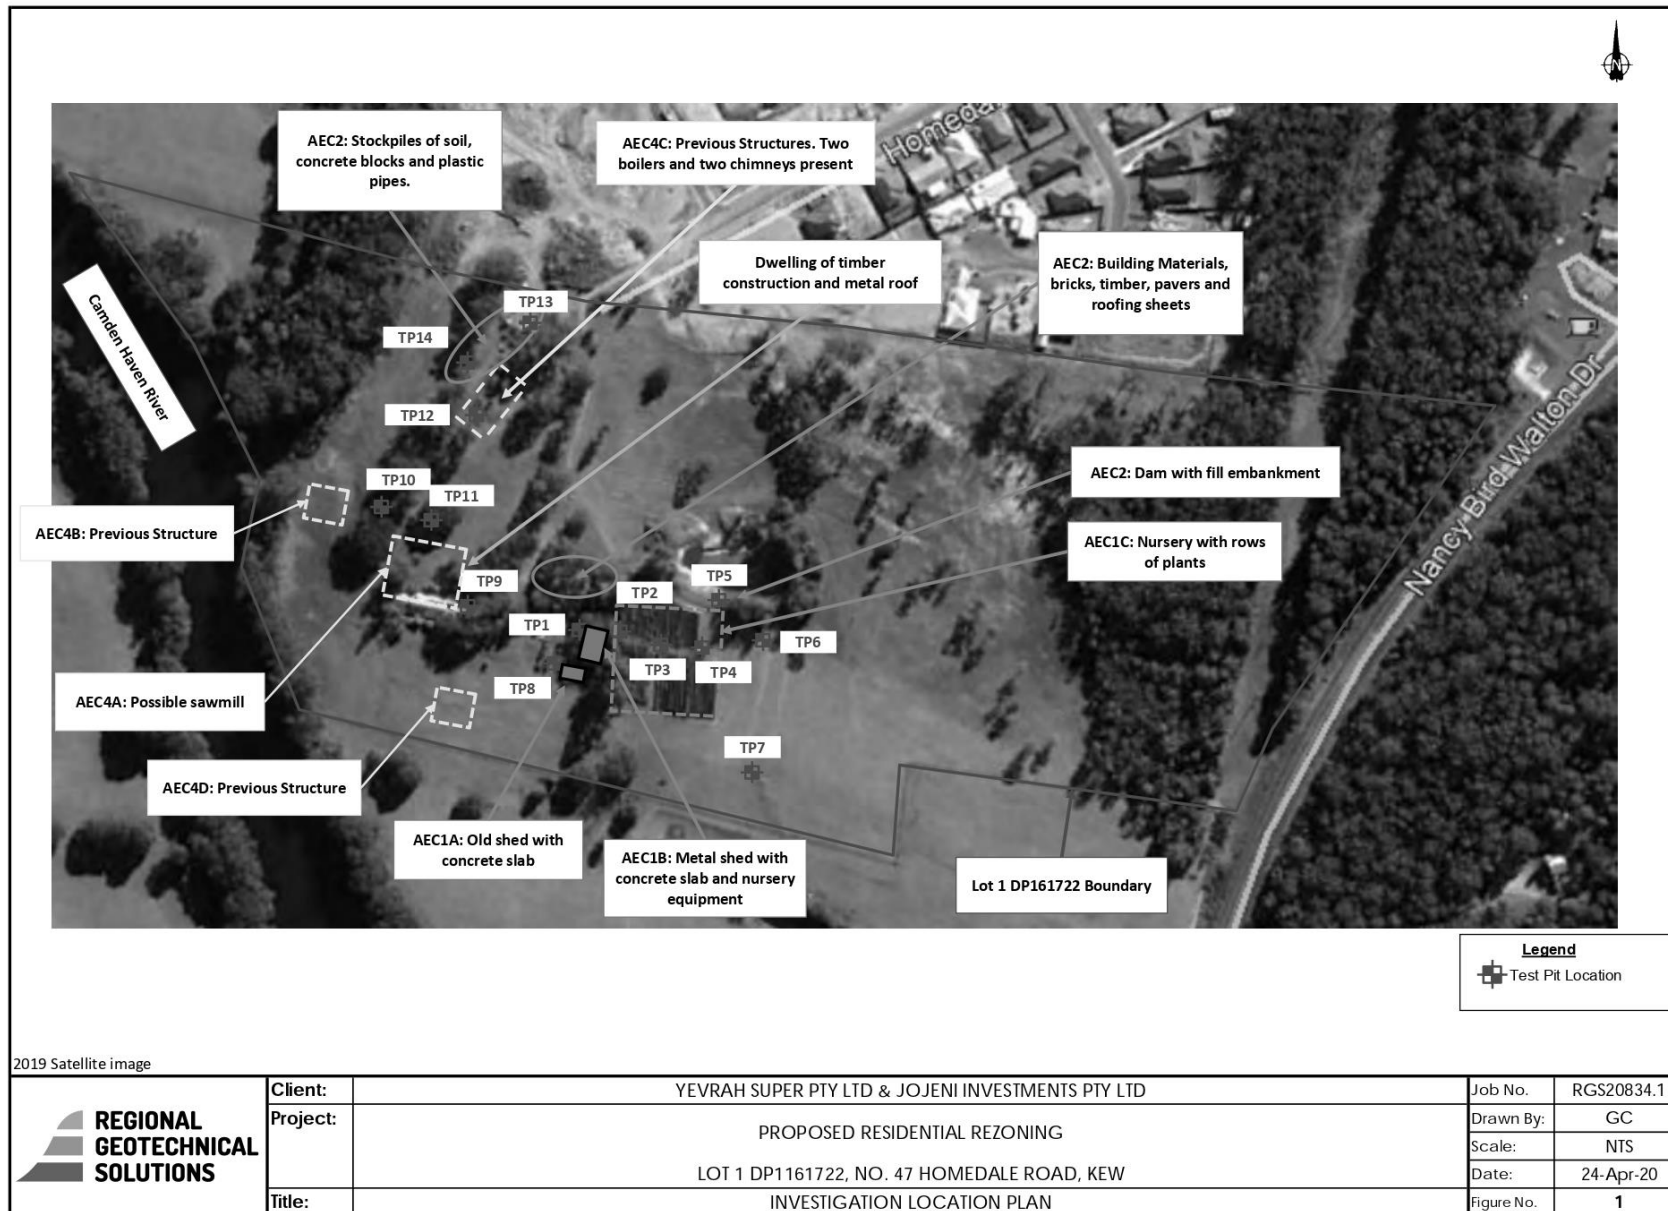 N
AEC2: Stockpiles of soil,
concrete blocks and plastic
pipes.
AEC4C: Previous Structures. Two
boilers and two chimneys present
Homeda
Dwelling of timber
construction and metal roof
AEC2: Building Materials,
bricks, timber, pavers and
roofing sheets
Camden Haven River
TP13
TP14
TP12
TP10
TP11
AEC2: Dam with fill embankment
AEC4B: Previous Structure
AEC1C: Nursery with rows
of plants
Nancy Bird Walton Dr
TP9
TP2
TP5
TP1
TP6
TP3
TP4
TP8
AEC4A: Possible sawmill
TP7
AEC4D: Previous Structure
AEC1A: Old shed with
concrete slab
AEC1B: Metal shed with
concrete slab and nursery
equipment
Lot 1 DP161722 Boundary
Legend
Test Pit Location
2019 Satellite image
REGIONAL
GEOTECHNICAL
SOLUTIONS
Client:
YEVRAH SUPER PTY LTD & JOJENI INVESTMENTS PTY LTD
Project:
PROPOSED RESIDENTIAL REZONING
LOT 1 DP1161722, NO. 47 HOMEDALE ROAD, KEW
Title:
INVESTIGATION LOCATION PLAN
Job No.
RGS20834.1
Drawn By:
GC
Scale:
NTS
Date:
24-Apr-20
Figure No.
1